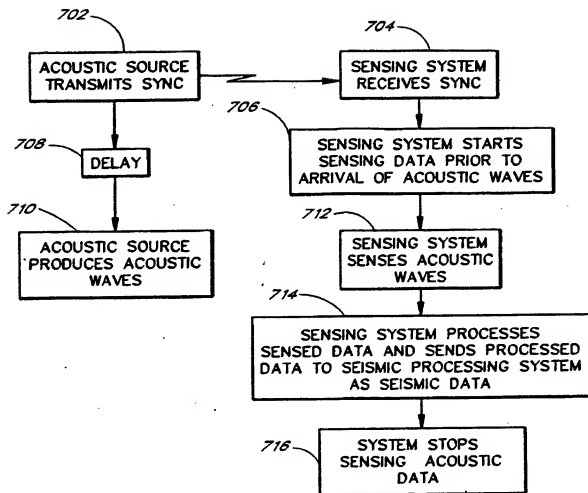 702
ACOUSTIC SOURCE
TRANSMITS SYNC
704
SENSING SYSTEM
RECEIVES SYNC
706
SENSING SYSTEM STARTS
SENSING DATA PRIOR TO
ARRIVAL OF ACOUSTIC WAVES
708
DELAY
710
ACOUSTIC SOURCE
PRODUCES ACOUSTIC
WAVES
712
SENSING SYSTEM
SENSES ACOUSTIC
WAVES
714
SENSING SYSTEM PROCESSES
SENSED DATA AND SENDS PROCESSED
DATA TO SEISMIC PROCESSING SYSTEM
AS SEISMIC DATA
716
SYSTEM STOPS
SENSING ACOUSTIC
DATA